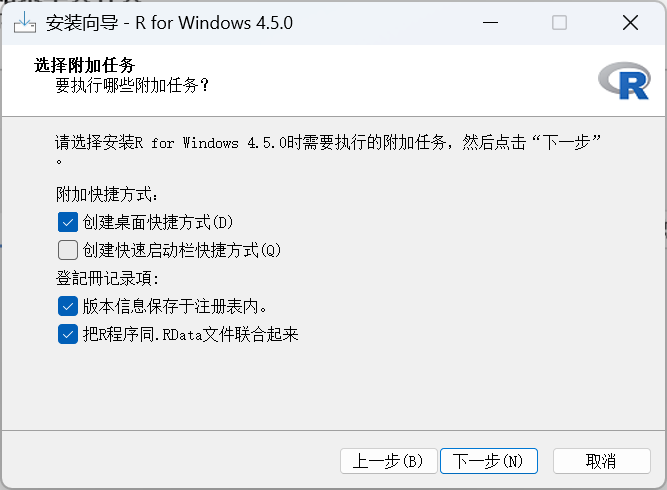 安装向导 - R for Windows 4.5.0
选择附加任务
要执行哪些附加任务？
R
请选择安装R for Windows 4.5.0时需要执行的附加任务，然后点击“下一步”
。
附加快捷方式：
创建桌面快捷方式(D)
创建快速启动栏快捷方式(Q)
登記冊记录項：
版本信息保存于注册表内。
把R程序同.RData文件联合起来
上一步(B)
下一步(N)
取消